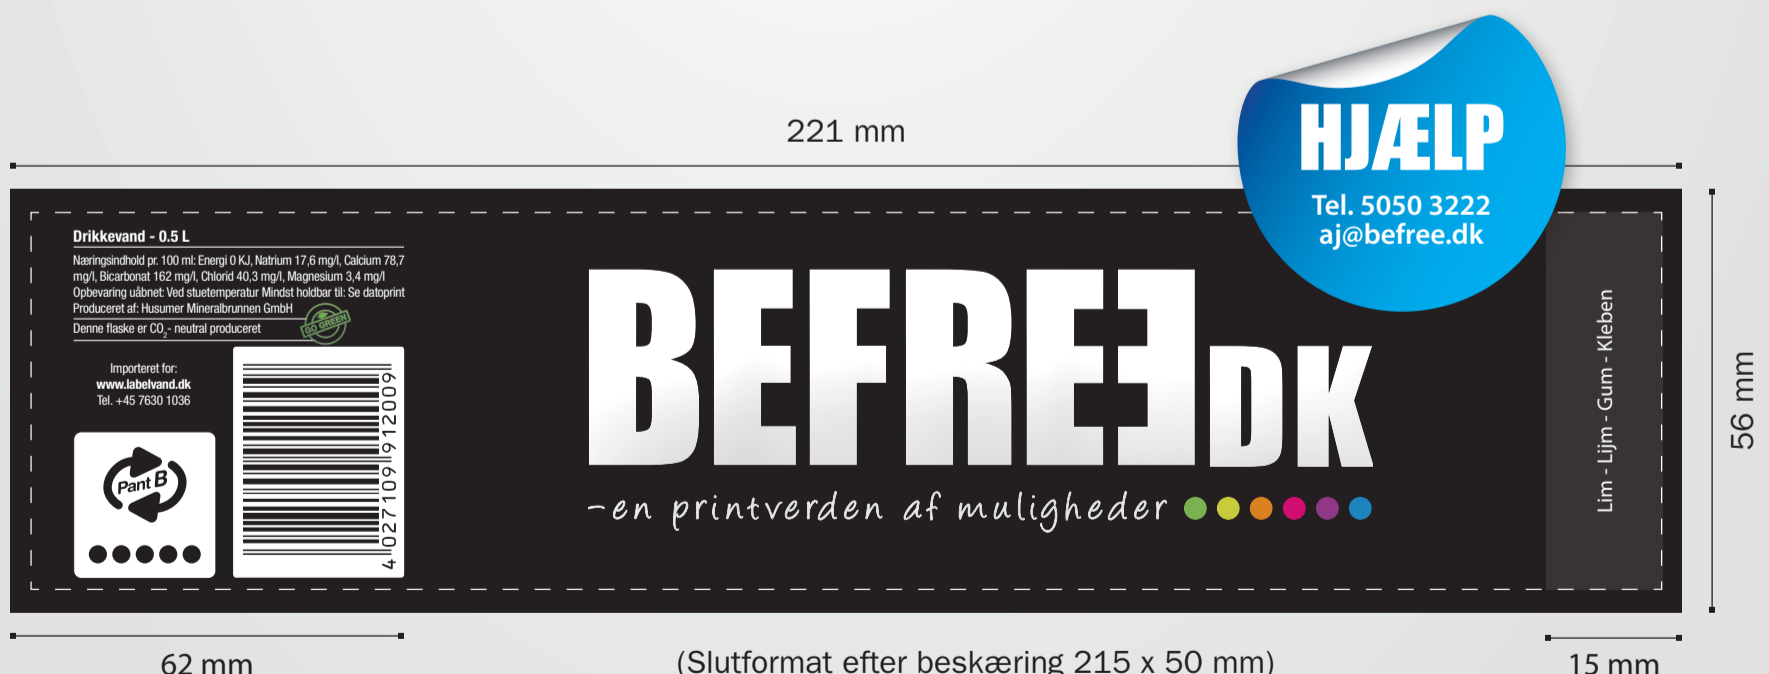 221 mm
HJÆLP
Tel. 5050 3222
aj@befree.dk
Drikkevand - 0.5 L
Næringsindhold pr. 100 ml: Energi 0 KJ, Natrium 17,6 mg/l, Calcium 78,7
mg/l, Bicarbonat 162 mg/l, Chlorid 40,3 mg/l, Magnesium 3,4 mg/l
Opbevaring uåbnet: Ved stuetemperatur Mindst holdbar til: Se datoprint
Produceret af: Husumer Mineralbrunnen GmbH
Denne flaske er CO2- neutral produceret
GO GREEN
Importeret for:
www.labelvand.dk
Tel. +45 7630 1036
Pant B
4 027109 912009
BEFREE DK
-en printverden af muligheder
Lim - Lijm - Gum - Kleben
56 mm
62 mm
(Slutformat efter beskæring 215 x 50 mm)
15 mm